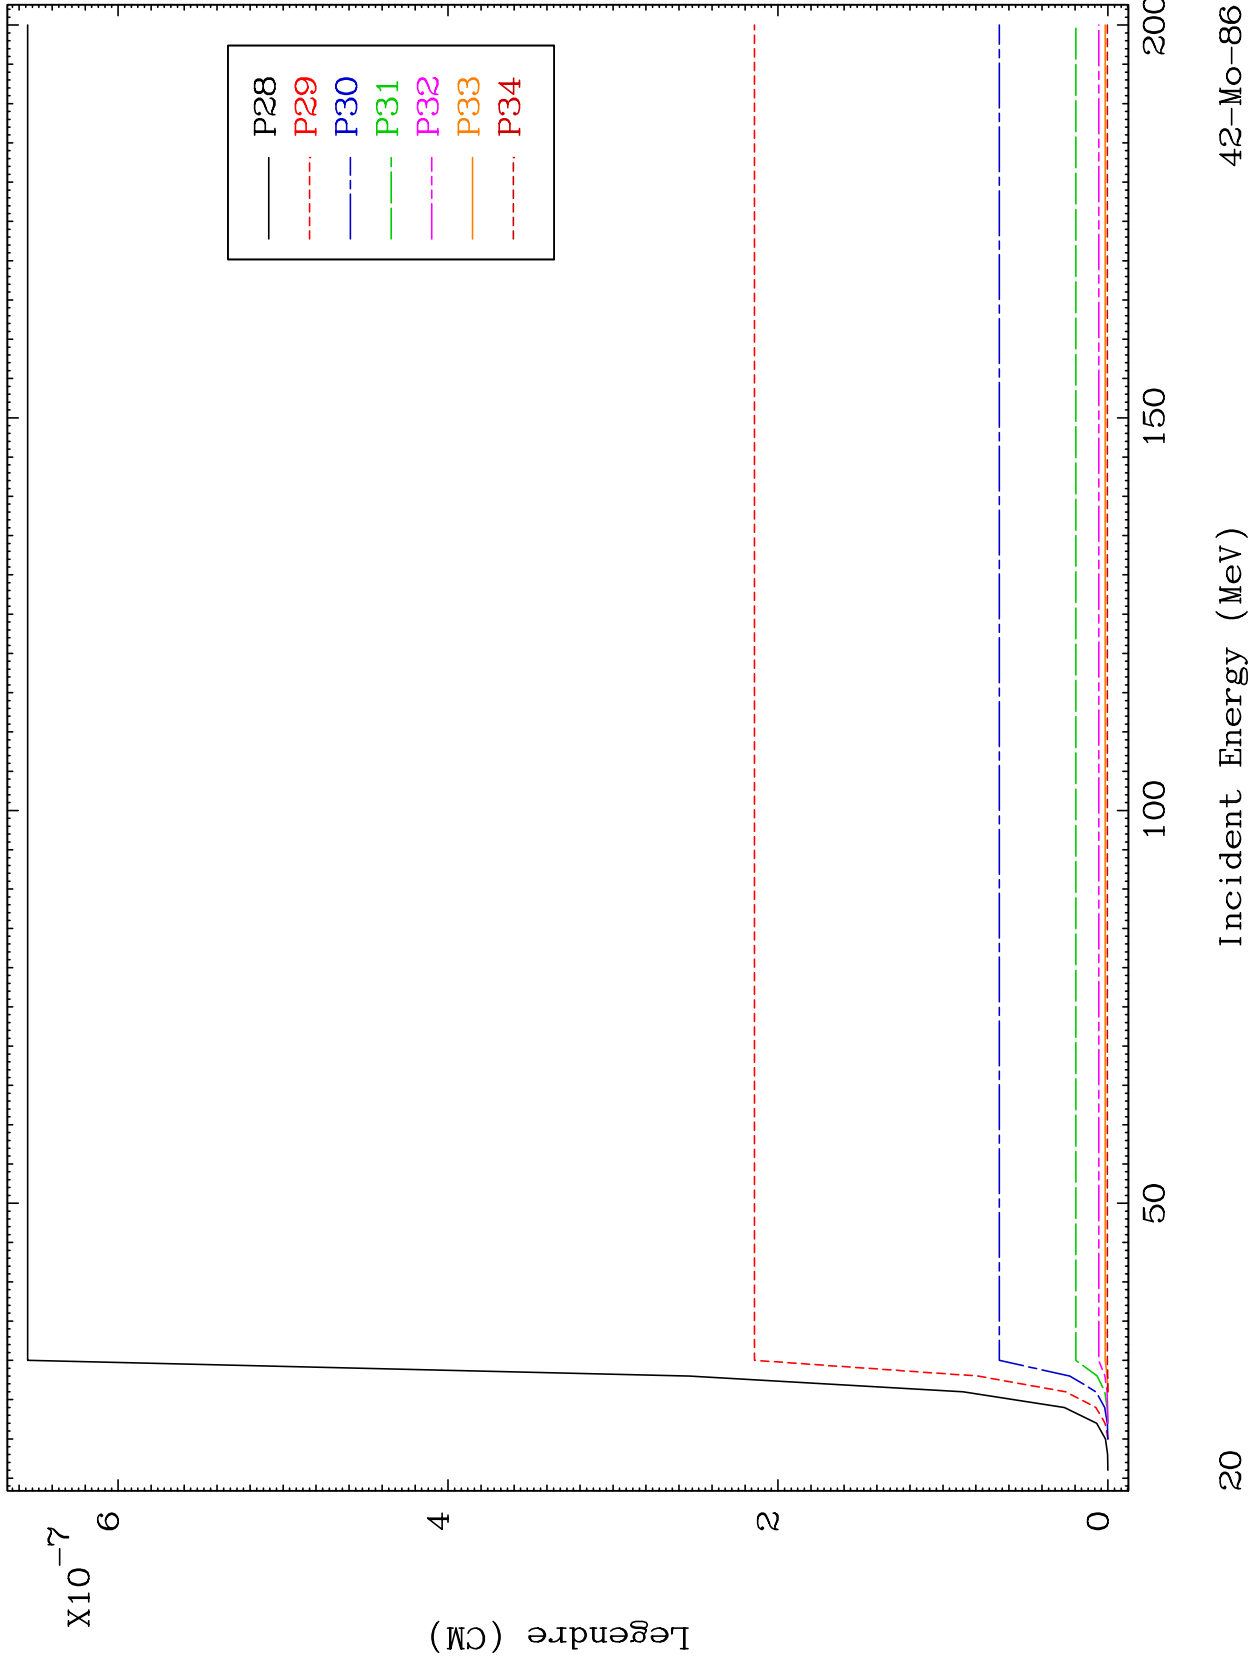 X10-7
6
4
2
0
Legendre (CM)
P28
P29
P30
P31
P32
P33
P34
50
100
150
200
Incident Energy (MeV)
20
42-Mo-86